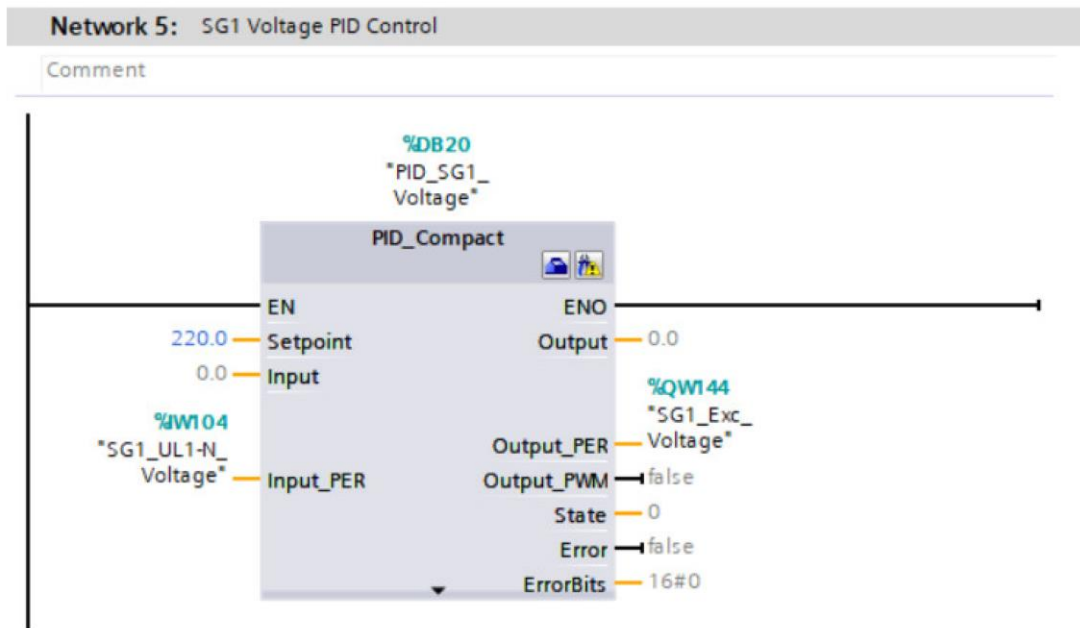 Network 5: SG1 Voltage PID Control
Comment
%DB20
"PID_SG1_
Voltage"
PID_Compact
EN
ENO
220.0
Setpoint
Output
0.0
0.0
Input
%QW144
"SG1_Exc_
Voltage"
%IW104
"SG1_UL1-N_
Voltage"
Output_PER
Input_PER
Output_PWM
false
State
0
Error
false
ErrorBits
16#0